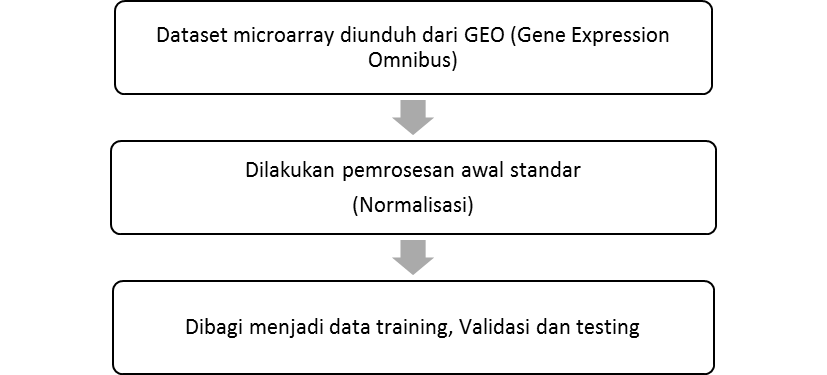 Dataset microarray diunduh dari GEO (Gene Expression
Omnibus)
Dilakukan pemrosesan awal standar
(Normalisasi)
Dibagi menjadi data training, Validasi dan testing